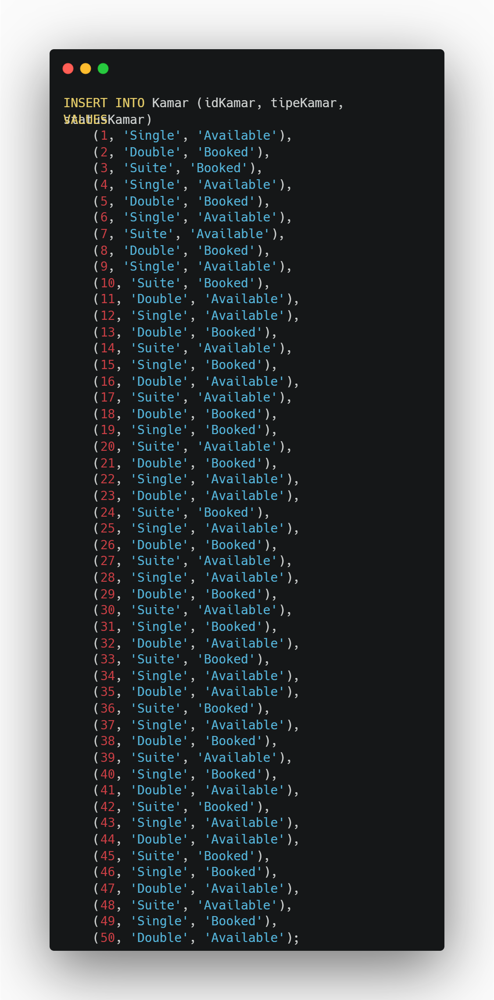 INSERT INTO Kamar (idKamar, tipeKamar,
statusKamar)
VALUES
(1, 'Single', 'Available'),
(2, 'Double', 'Booked'),
(3, 'Suite', 'Booked'),
(4, 'Single', 'Available'),
(5, 'Double', 'Booked'),
(6, 'Single', 'Available'),
(7, 'Suite', 'Available'),
(8, 'Double', 'Booked'),
(9, 'Single', 'Available'),
(10, 'Suite', 'Booked'),
(11, 'Double', 'Available'),
(12, 'Single', 'Available'),
(13, 'Double', 'Booked'),
(14, 'Suite', 'Available'),
(15, 'Single', 'Booked'),
(16, 'Double', 'Available'),
(17, 'Suite', 'Available'),
(18, 'Double', 'Booked'),
(19, 'Single', 'Booked'),
(20, 'Suite', 'Available'),
(21, 'Double', 'Booked'),
(22, 'Single', 'Available'),
(23, 'Double', 'Available'),
(24, 'Suite', 'Booked'),
(25, 'Single', 'Available'),
(26, 'Double', 'Booked'),
(27, 'Suite', 'Available'),
(28, 'Single', 'Available'),
(29, 'Double', 'Booked'),
(30, 'Suite', 'Available'),
(31, 'Single', 'Booked'),
(32, 'Double', 'Available'),
(33, 'Suite', 'Booked'),
(34, 'Single', 'Available'),
(35, 'Double', 'Available'),
(36, 'Suite', 'Booked'),
(37, 'Single', 'Available'),
(38, 'Double', 'Booked'),
(39, 'Suite', 'Available'),
(40, 'Single', 'Booked'),
(41, 'Double', 'Available'),
(42, 'Suite', 'Booked'),
(43, 'Single', 'Available'),
(44, 'Double', 'Available'),
(45, 'Suite', 'Booked'),
(46, 'Single', 'Booked'),
(47, 'Double', 'Available'),
(48, 'Suite', 'Available'),
(49, 'Single', 'Booked'),
(50, 'Double', 'Available');